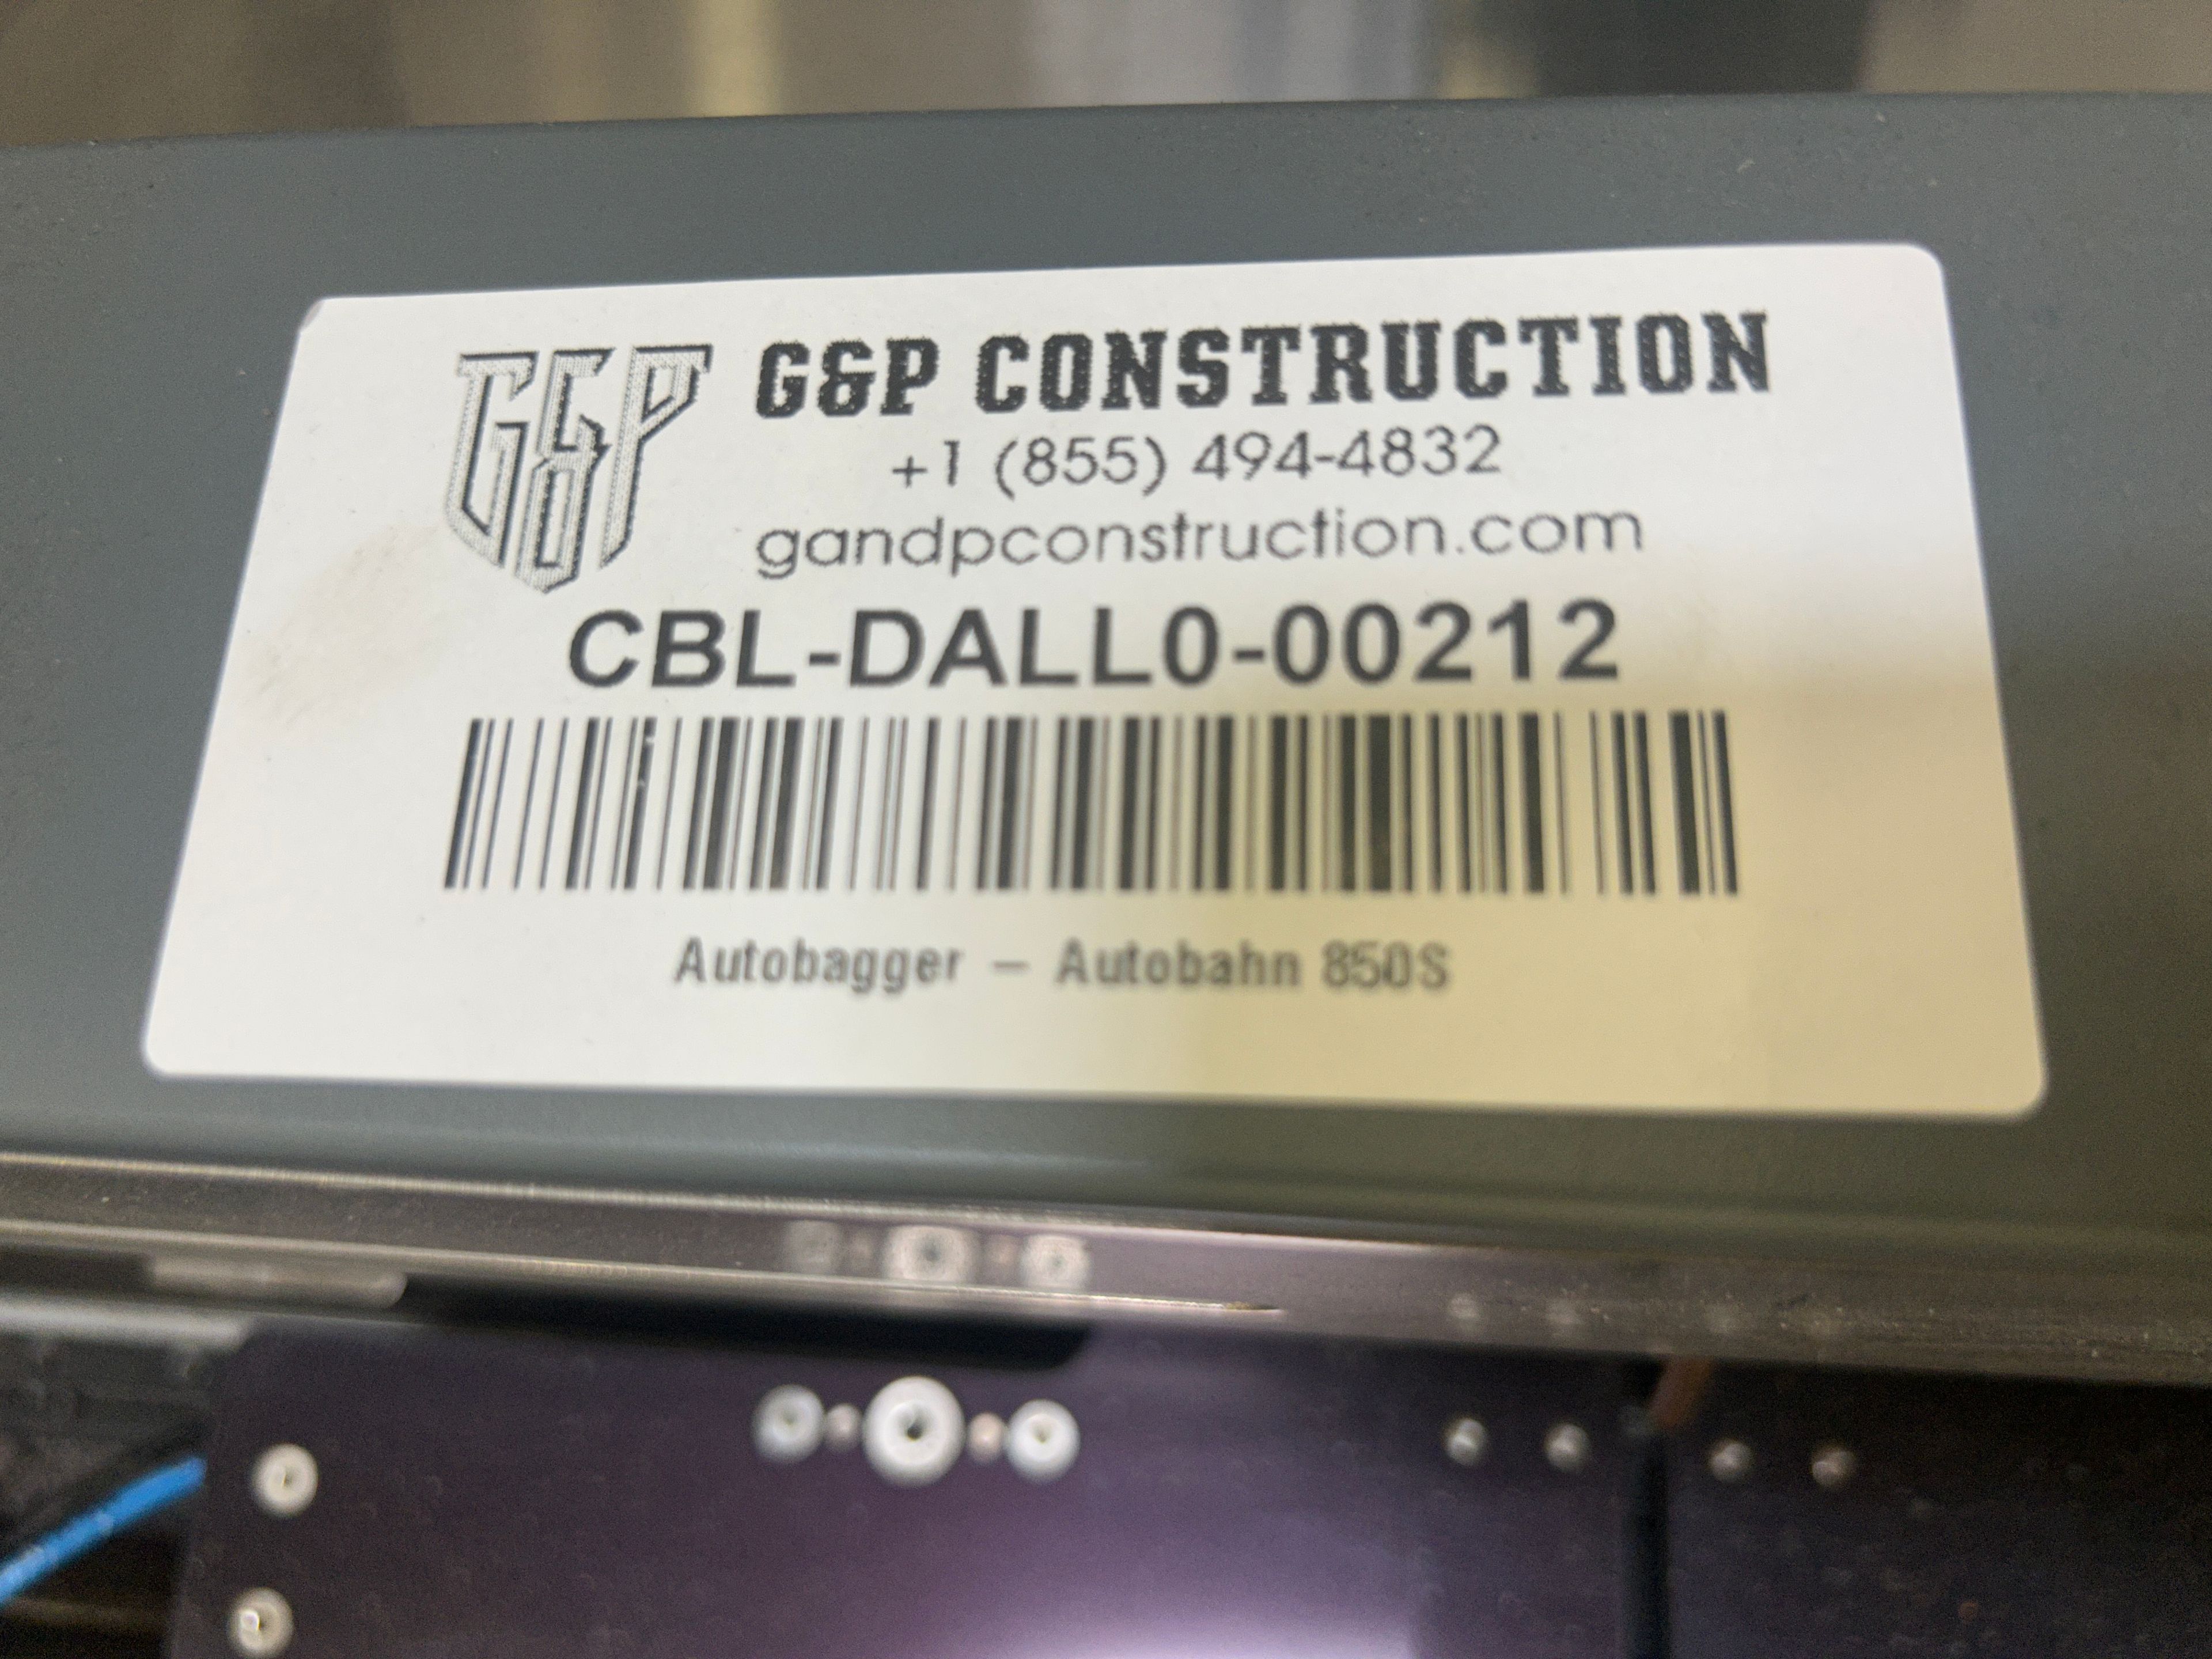 G&P G&P CONSTRUCTION
+1 (855) 494-4832
gandpconstruction.com
CBL-DALL0-00212
Autobagger – Autobahn 850S